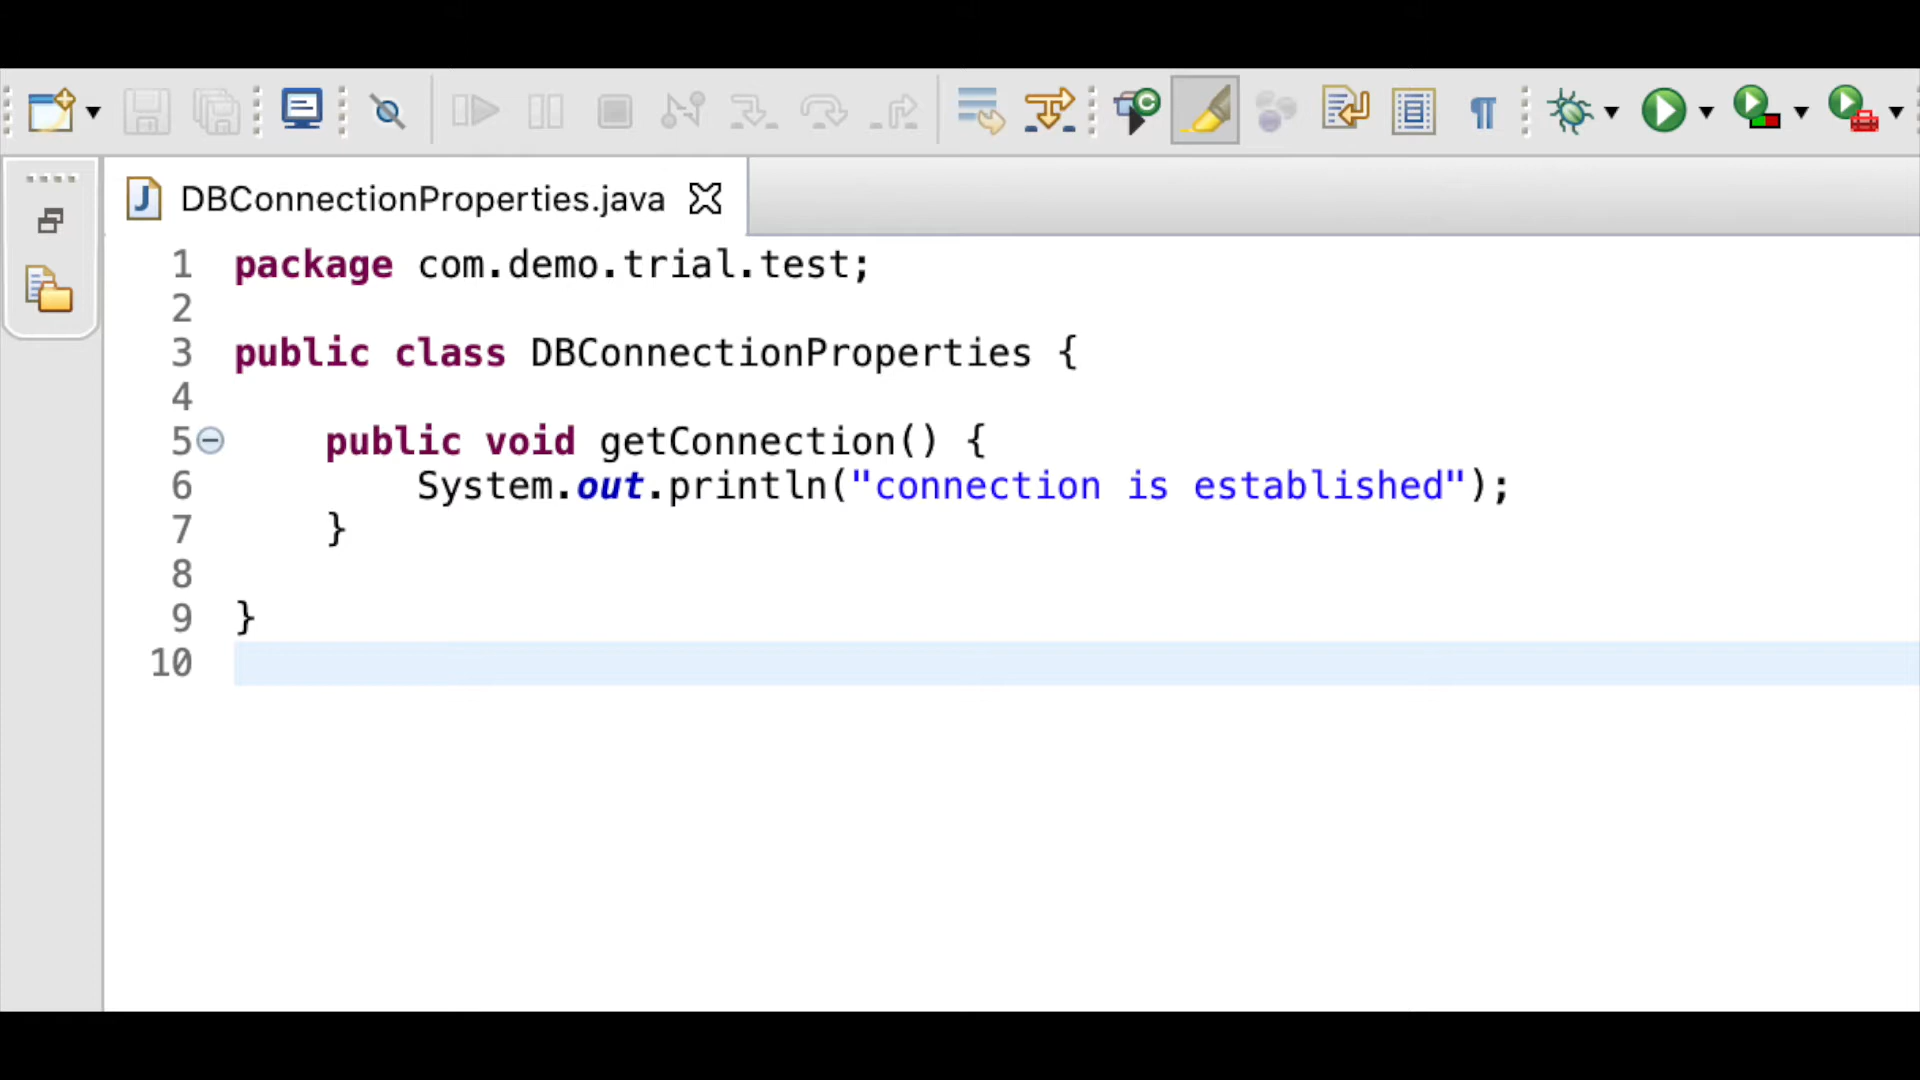 DBConnectionProperties.java
1 package com.demo.trial.test;
2
3 public class DBConnectionProperties {
4
5 public void getConnection() {
6 System.out.println("connection is established");
7 }
8
9 }
10